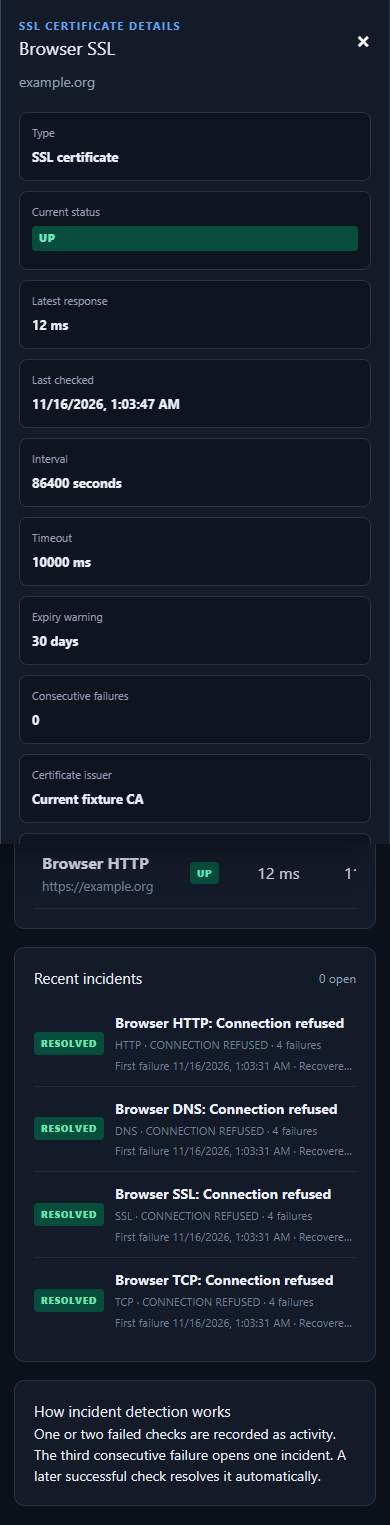 SSL CERTIFICATE DETAILS
Browser SSL
×
example.org
Type
SSL certificate
Current status
UP
Latest response
12 ms
Last checked
11/16/2026, 1:03:47 AM
Interval
86400 seconds
Timeout
10000 ms
Expiry warning
30 days
Consecutive failures
0
Certificate issuer
Current fixture CA
Browser HTTP
https://example.org
UP
12 ms
Recent incidents
0 open
RESOLVED
Browser HTTP: Connection refused
HTTP · CONNECTION REFUSED · 4 failures
First failure 11/16/2026, 1:03:31 AM · Recovere...
RESOLVED
Browser DNS: Connection refused
DNS · CONNECTION REFUSED · 4 failures
First failure 11/16/2026, 1:03:31 AM · Recovere...
RESOLVED
Browser SSL: Connection refused
SSL · CONNECTION REFUSED · 4 failures
First failure 11/16/2026, 1:03:31 AM · Recovere...
RESOLVED
Browser TCP: Connection refused
TCP · CONNECTION REFUSED · 4 failures
First failure 11/16/2026, 1:03:31 AM · Recovere...
How incident detection works
One or two failed checks are recorded as activity.
The third consecutive failure opens one incident. A
later successful check resolves it automatically.